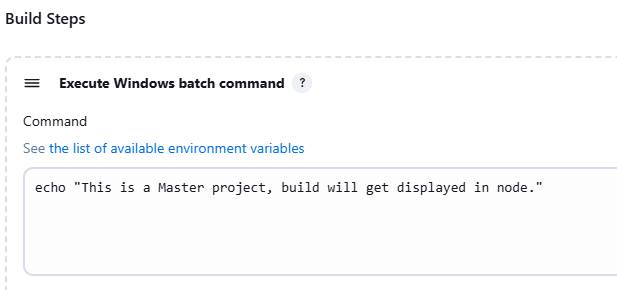 Build Steps
Execute Windows batch command ?
Command
See the list of available environment variables
echo "This is a Master project, build will get displayed in node."